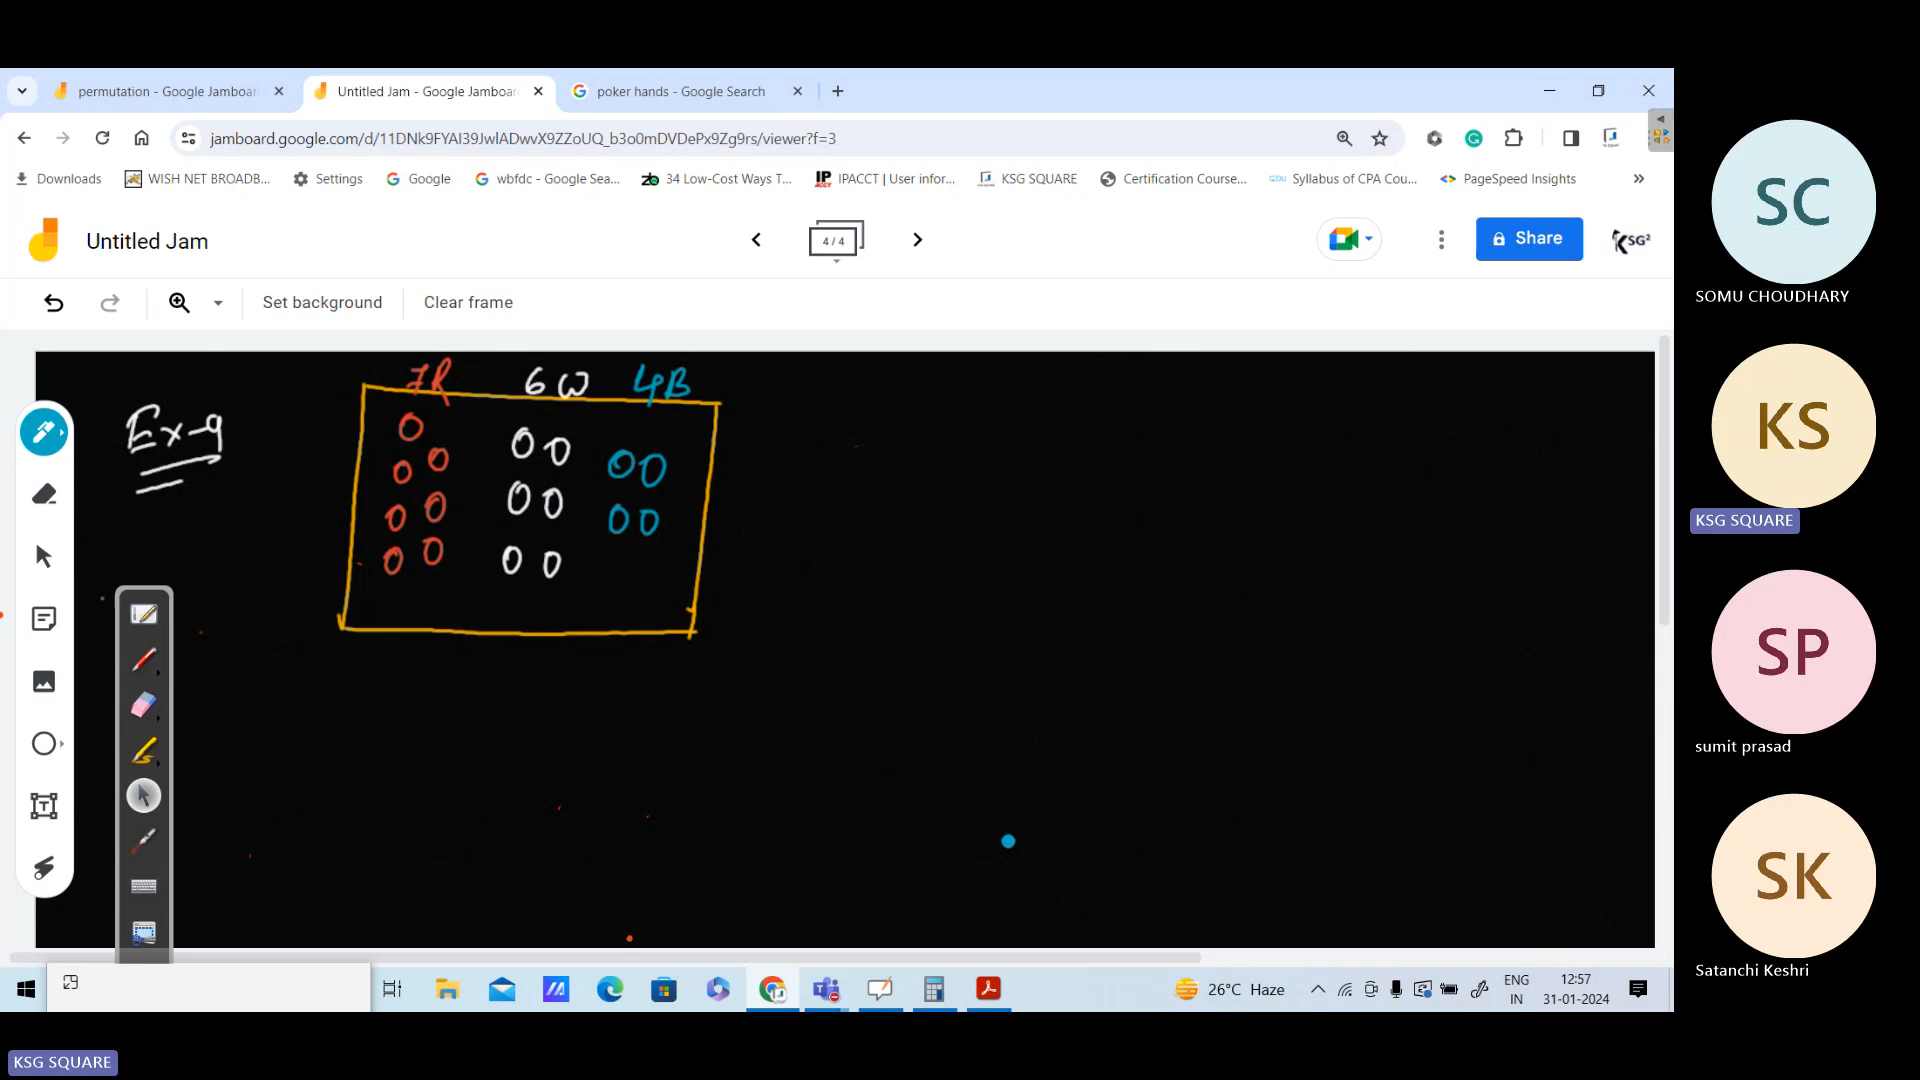 permutation - Google Jamboar
Untitled Jam - Google Jamboar
poker hands - Google Search
jamboard.google.com/d/11DNk9FYAI39JwlADwvX9ZZoUQ_b3o0mDVDePx9Zg9rs/viewer?f=3
Downloads
WISH NET BROADB...
Settings
Google
wbfdc - Google Sea...
34 Low-Cost Ways T...
IPACCT | User infor...
KSG SQUARE
Certification Course...
Syllabus of CPA Cou...
PageSpeed Insights
Untitled Jam
4 / 4
Share
KSG²
Set background
Clear frame
7R 6W 4B
Ex-9
SC
SOMU CHOUDHARY
KS
KSG SQUARE
SP
sumit prasad
SK
Satanchi Keshri
26°C Haze
ENG
IN
12:57
31-01-2024
KSG SQUARE